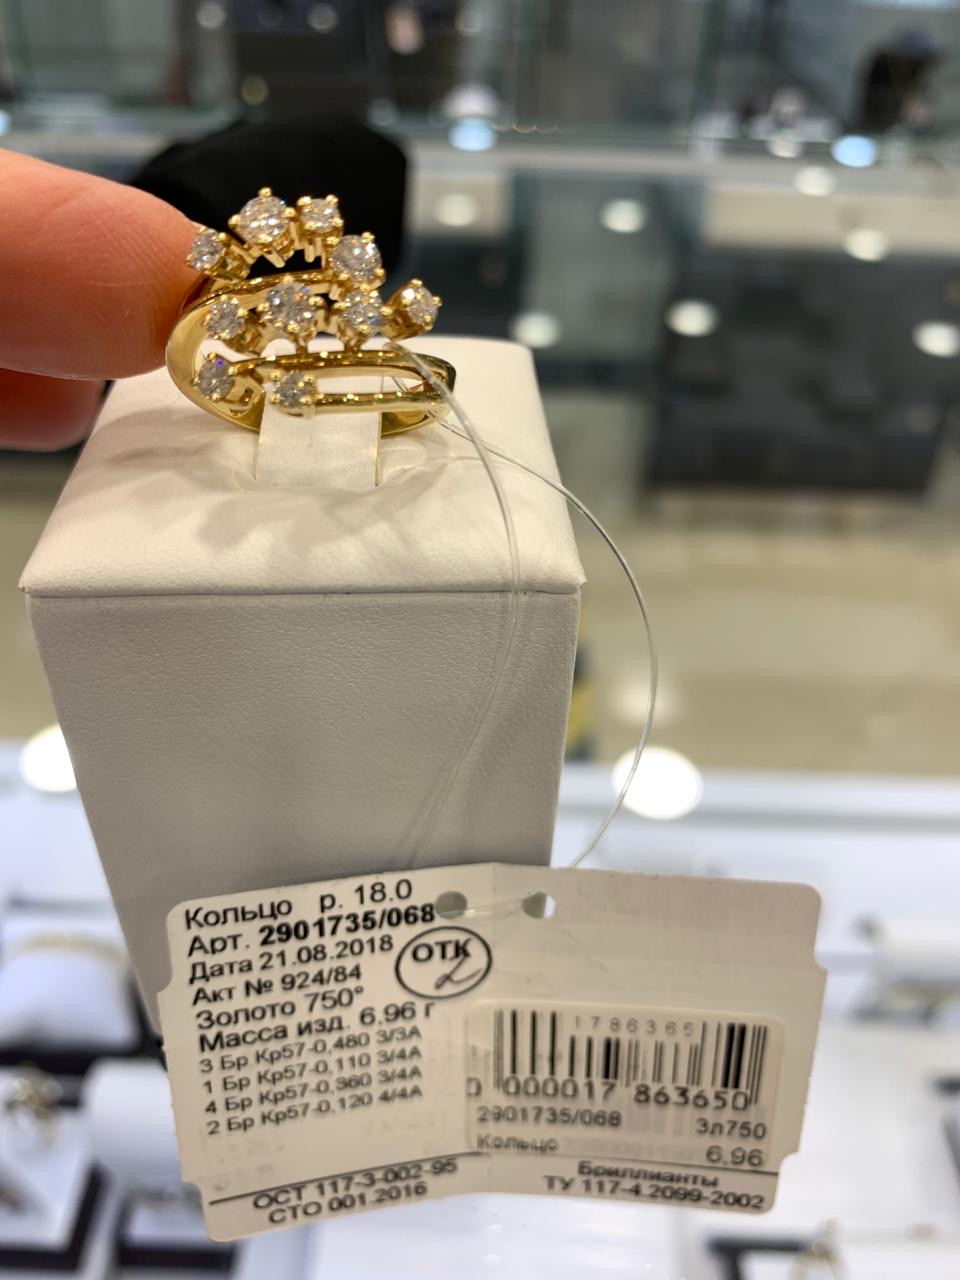 Кольцо р. 18.0
Арт. 2901735/068
Дата 21.08.2018
Акт № 924/84
Золото 750°
Масса изд. 6,96 г
3 Бр Кр57-0,480 3/3А
1 Бр Кр57-0,110 3/4А
4 Бр Кр57-0,360 3/4А
2 Бр Кр57-0,120 4/4А
ОСТ 117-3-002-95
СТО 001.2016
ОТК
2
1786365
0 000017 863650
2901735/068 Зл750
Кольцо 6,96
Бриллианты
ТУ 117-4.2099-2002